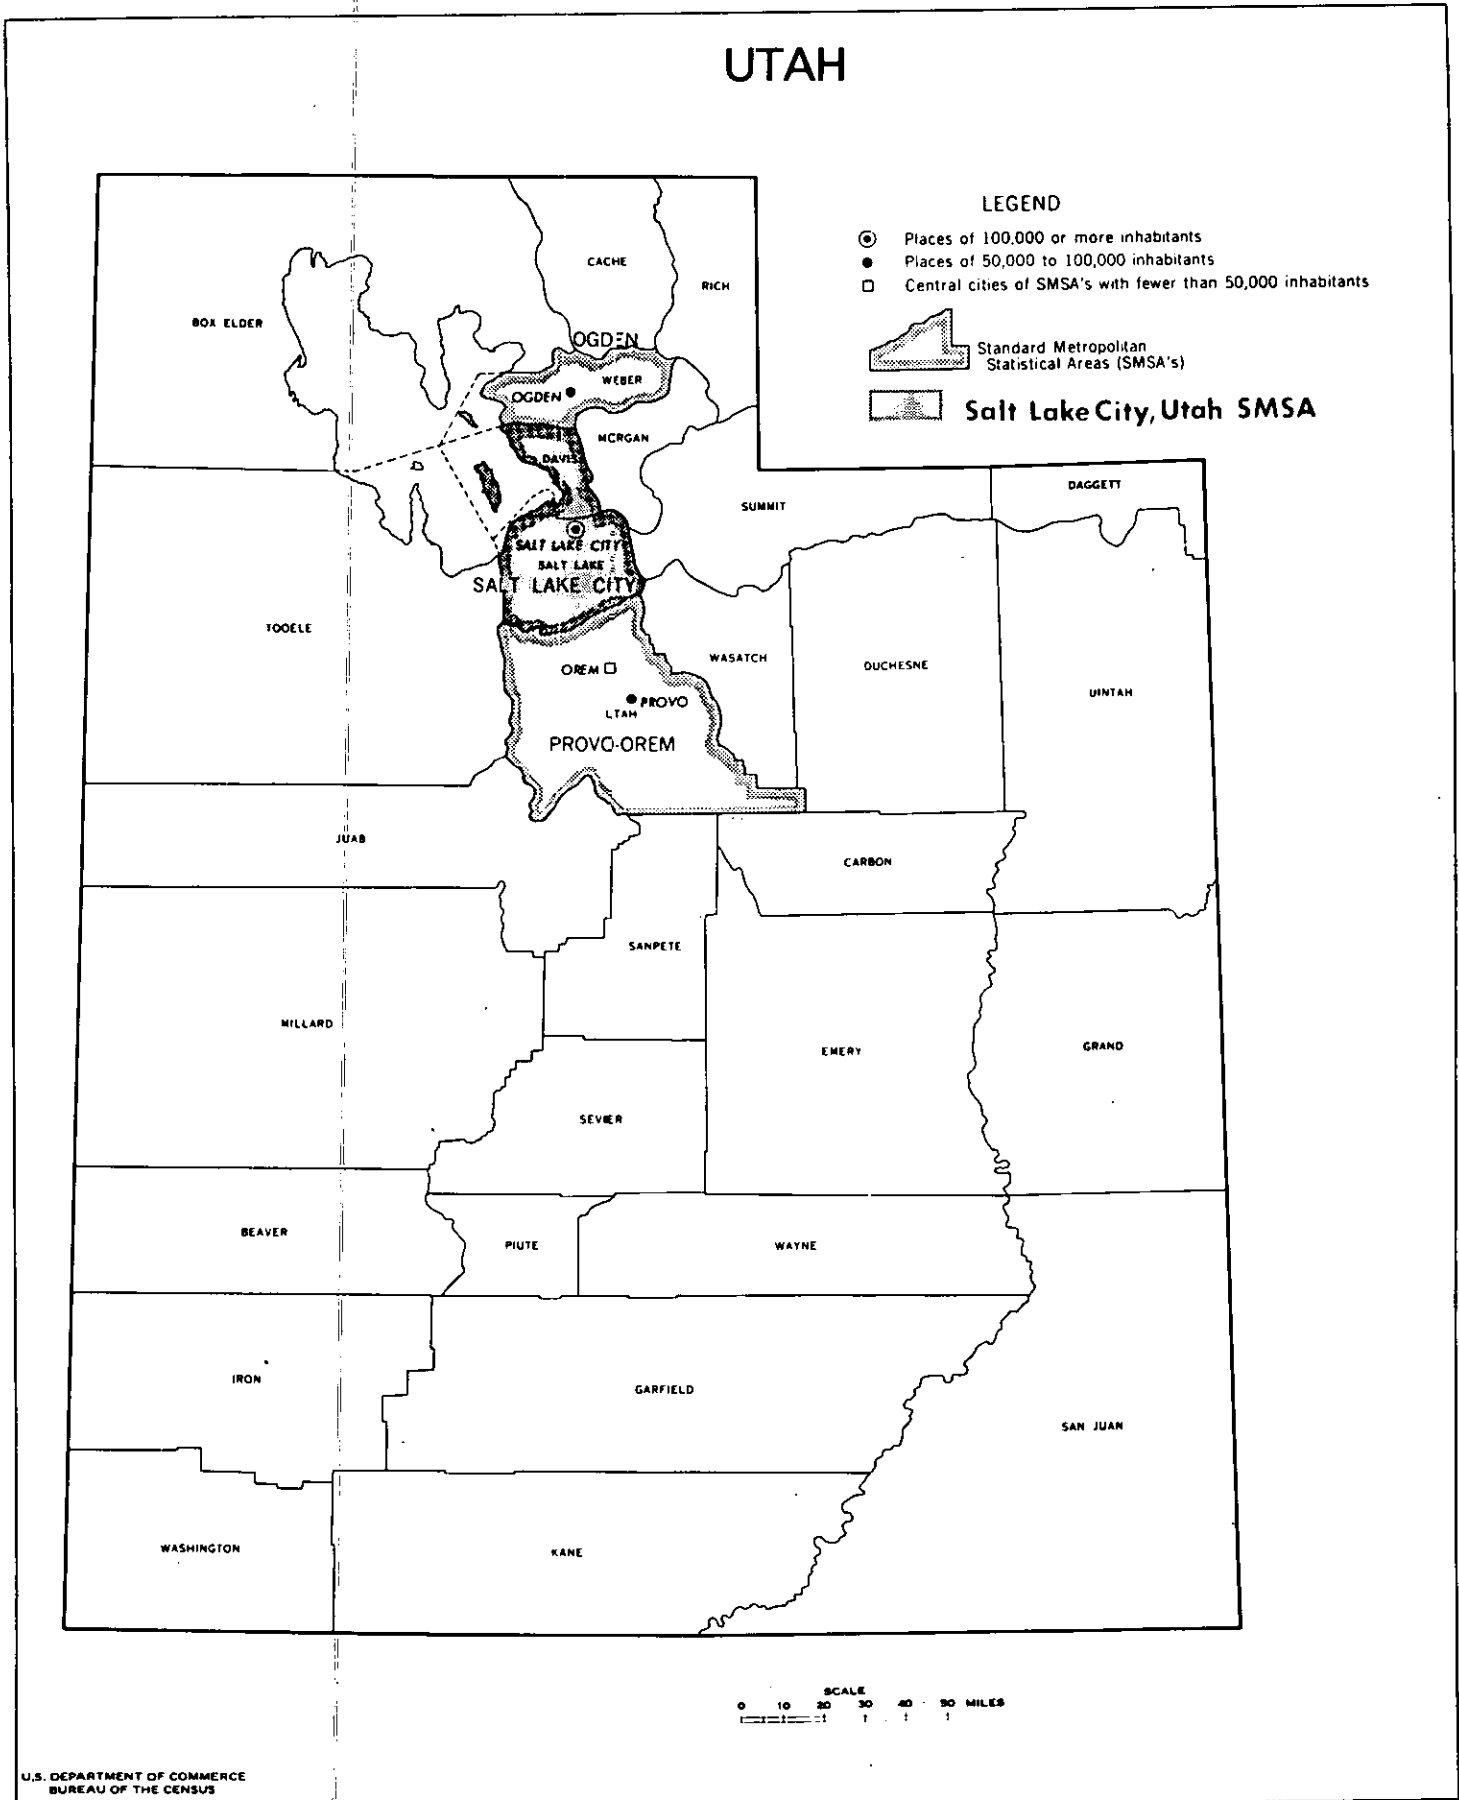 UTAH
LEGEND
Places of 100,000 or more inhabitants
Places of 50,000 to 100,000 inhabitants
Central cities of SMSA's with fewer than 50,000 inhabitants
Standard Metropolitan
Statistical Areas (SMSA's)
Salt Lake City, Utah SMSA
CACHE
RICH
BOX ELDER
OGDEN
WEBER
OGDEN
MORGAN
DAVIS
DAGGETT
SUMMIT
SALT LAKE CITY
SALT LAKE
SALT LAKE CITY
TOOELE
WASATCH
DUCHESNE
UINTAH
OREM
PROVO
UTAH
PROVO-OREM
JUAB
CARBON
SANPETE
MILLARD
EMERY
GRAND
SEVIER
BEAVER
PIUTE
WAYNE
IRON
GARFIELD
SAN JUAN
WASHINGTON
KANE
SCALE
0 10 20 30 40 50 MILES
U.S. DEPARTMENT OF COMMERCE
BUREAU OF THE CENSUS